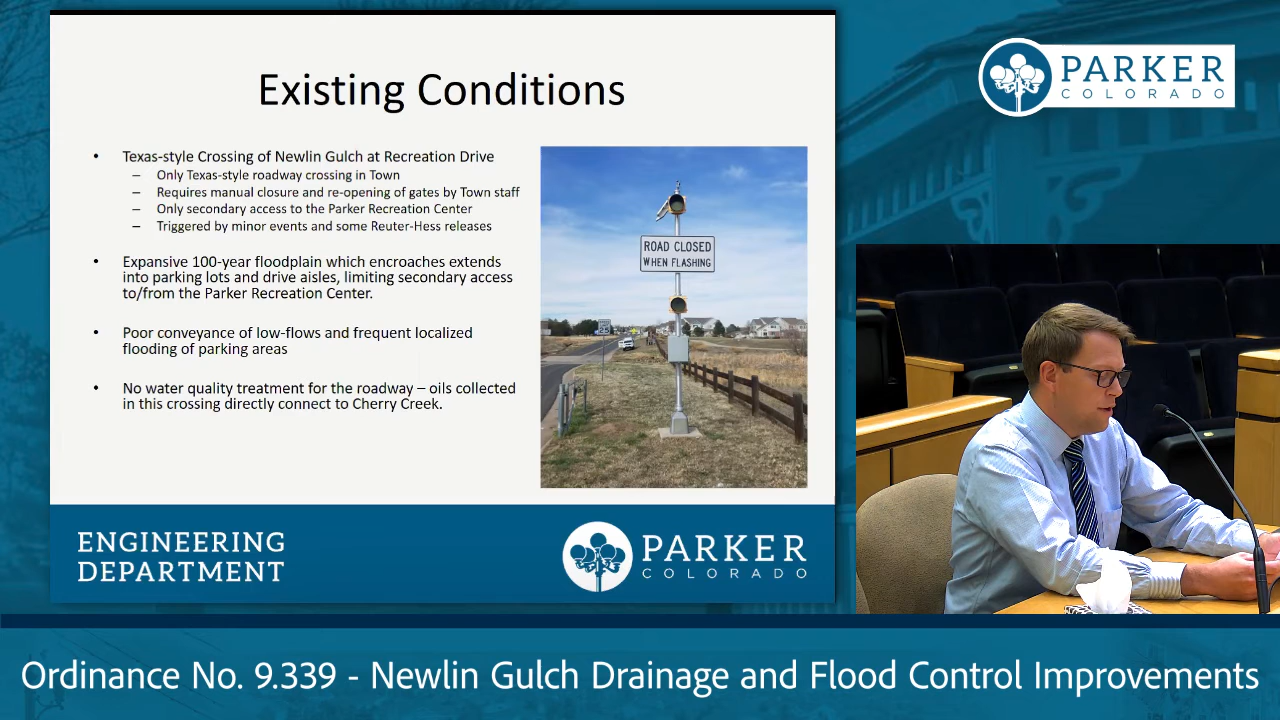 Existing Conditions
• Texas-style Crossing of Newlin Gulch at Recreation Drive
– Only Texas-style roadway crossing in Town
– Requires manual closure and re-opening of gates by Town staff
– Only secondary access to the Parker Recreation Center
– Triggered by minor events and some Reuter-Hess releases
• Expansive 100-year floodplain which encroaches extends
into parking lots and drive aisles, limiting secondary access
to/from the Parker Recreation Center.
• Poor conveyance of low-flows and frequent localized
flooding of parking areas
• No water quality treatment for the roadway – oils collected
in this crossing directly connect to Cherry Creek.
ROAD CLOSED
WHEN FLASHING
ENGINEERING
DEPARTMENT
PARKER
COLORADO
PARKER
COLORADO
Ordinance No. 9.339 - Newlin Gulch Drainage and Flood Control Improvements